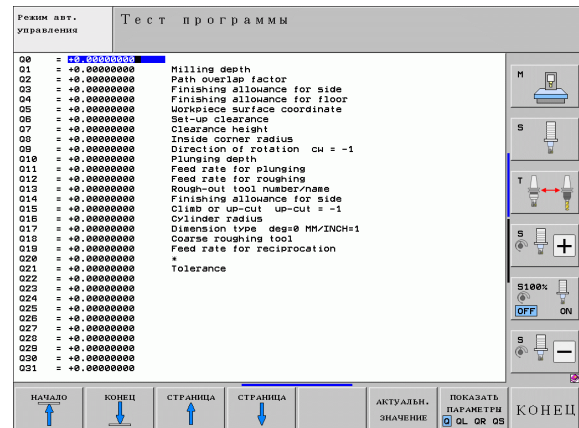 Режим авт.
управления
Тест программы
Q0 = +0.00000000
Q1 = +0.00000000 Milling depth
Q2 = +0.00000000 Path overlap factor
Q3 = +0.00000000 Finishing allowance for side
Q4 = +0.00000000 Finishing allowance for floor
Q5 = +0.00000000 Workpiece surface coordinate
Q6 = +0.00000000 Set-up clearance
Q7 = +0.00000000 Clearance height
Q8 = +0.00000000 Inside corner radius
Q9 = +0.00000000 Direction of rotation cw = -1
Q10 = +0.00000000 Plunging depth
Q11 = +0.00000000 Feed rate for plunging
Q12 = +0.00000000 Feed rate for roughing
Q13 = +0.00000000 Rough-out tool number/name
Q14 = +0.00000000 Finishing allowance for side
Q15 = +0.00000000 Climb or up-cut up-cut = -1
Q16 = +0.00000000 Cylinder radius
Q17 = +0.00000000 Dimension type deg=0 MM/INCH=1
Q18 = +0.00000000 Coarse roughing tool
Q19 = +0.00000000 Feed rate for reciprocation
Q20 = +0.00000000 *
Q21 = +0.00000000 Tolerance
Q22 = +0.00000000
Q23 = +0.00000000
Q24 = +0.00000000
Q25 = +0.00000000
Q26 = +0.00000000
Q27 = +0.00000000
Q28 = +0.00000000
Q29 = +0.00000000
Q30 = +0.00000000
Q31 = +0.00000000
M
S
T
S
+
S100%
OFF ON
S
−
НАЧАЛО
КОНЕЦ
СТРАНИЦА
СТРАНИЦА
АКТУАЛЬН.
ЗНАЧЕНИЕ
ПОКАЗАТЬ
ПАРАМЕТРЫ
Q QL QR QS
КОНЕЦ